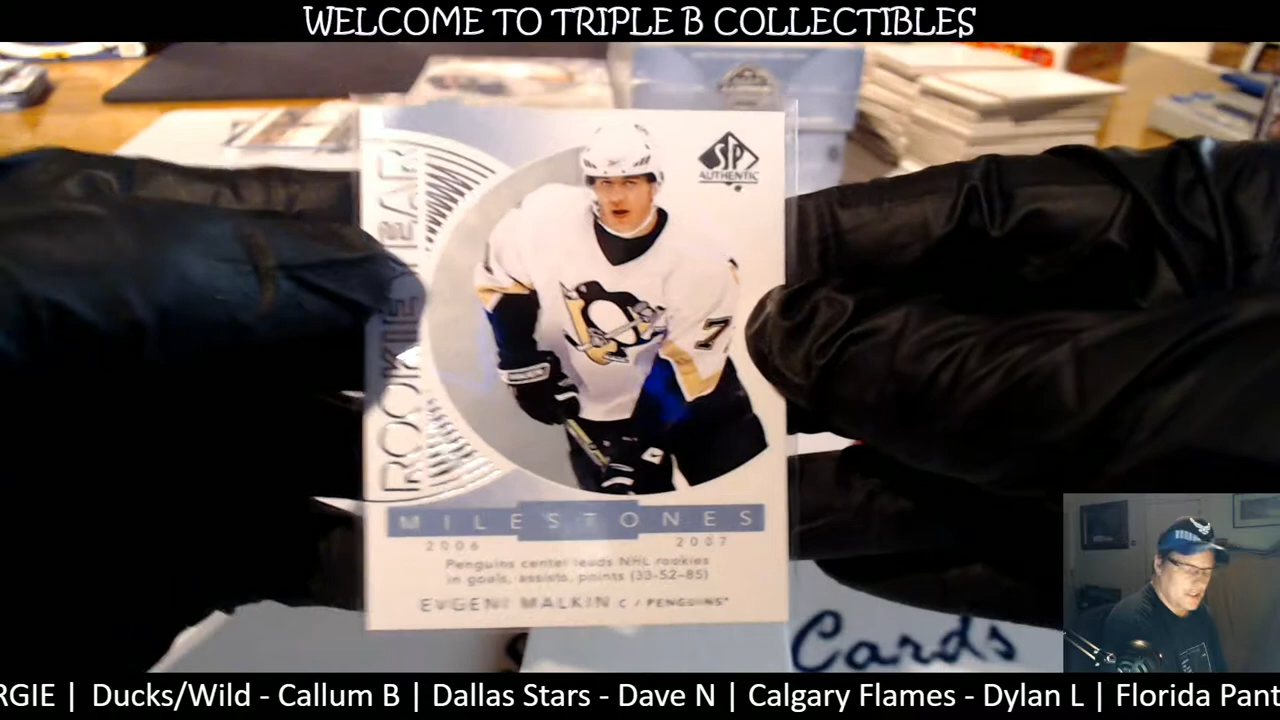 WELCOME TO TRIPLE B COLLECTIBLES
SP
AUTHENTIC
ROOKIE YEAR
7
MILESTONES
2006 2007
Penguins center leads NHL rookies
in goals, assists, points (33-52-85)
EVGENI MALKIN C / PENGUINS
Cards
RGIE | Ducks/Wild - Callum B | Dallas Stars - Dave N | Calgary Flames - Dylan L | Florida Pant